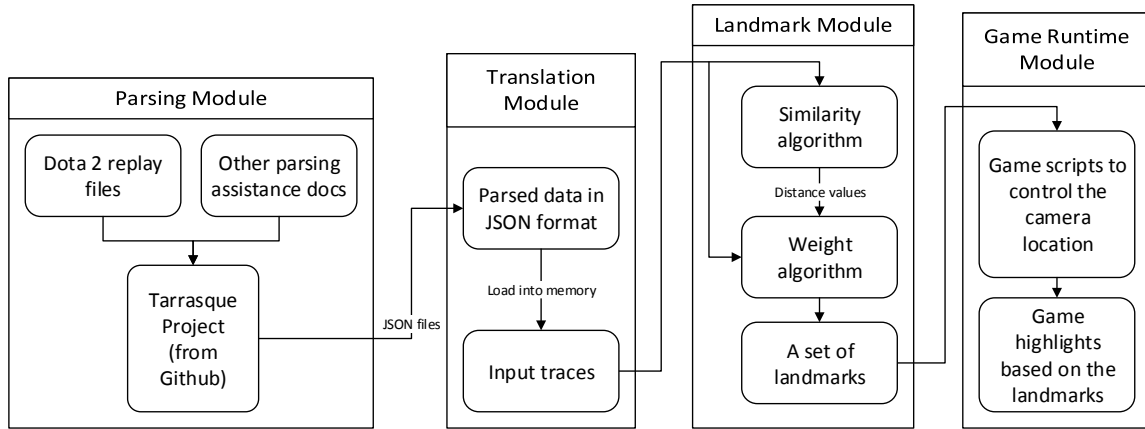 Parsing Module
Dota 2 replay
files
Other parsing
assistance docs
Tarrasque
Project
(from
Github)
JSON files
Translation
Module
Parsed data in
JSON format
Load into memory
Input traces
Landmark Module
Similarity
algorithm
Distance values
Weight
algorithm
A set of
landmarks
Game Runtime
Module
Game scripts to
control the
camera
location
Game
highlights
based on the
landmarks